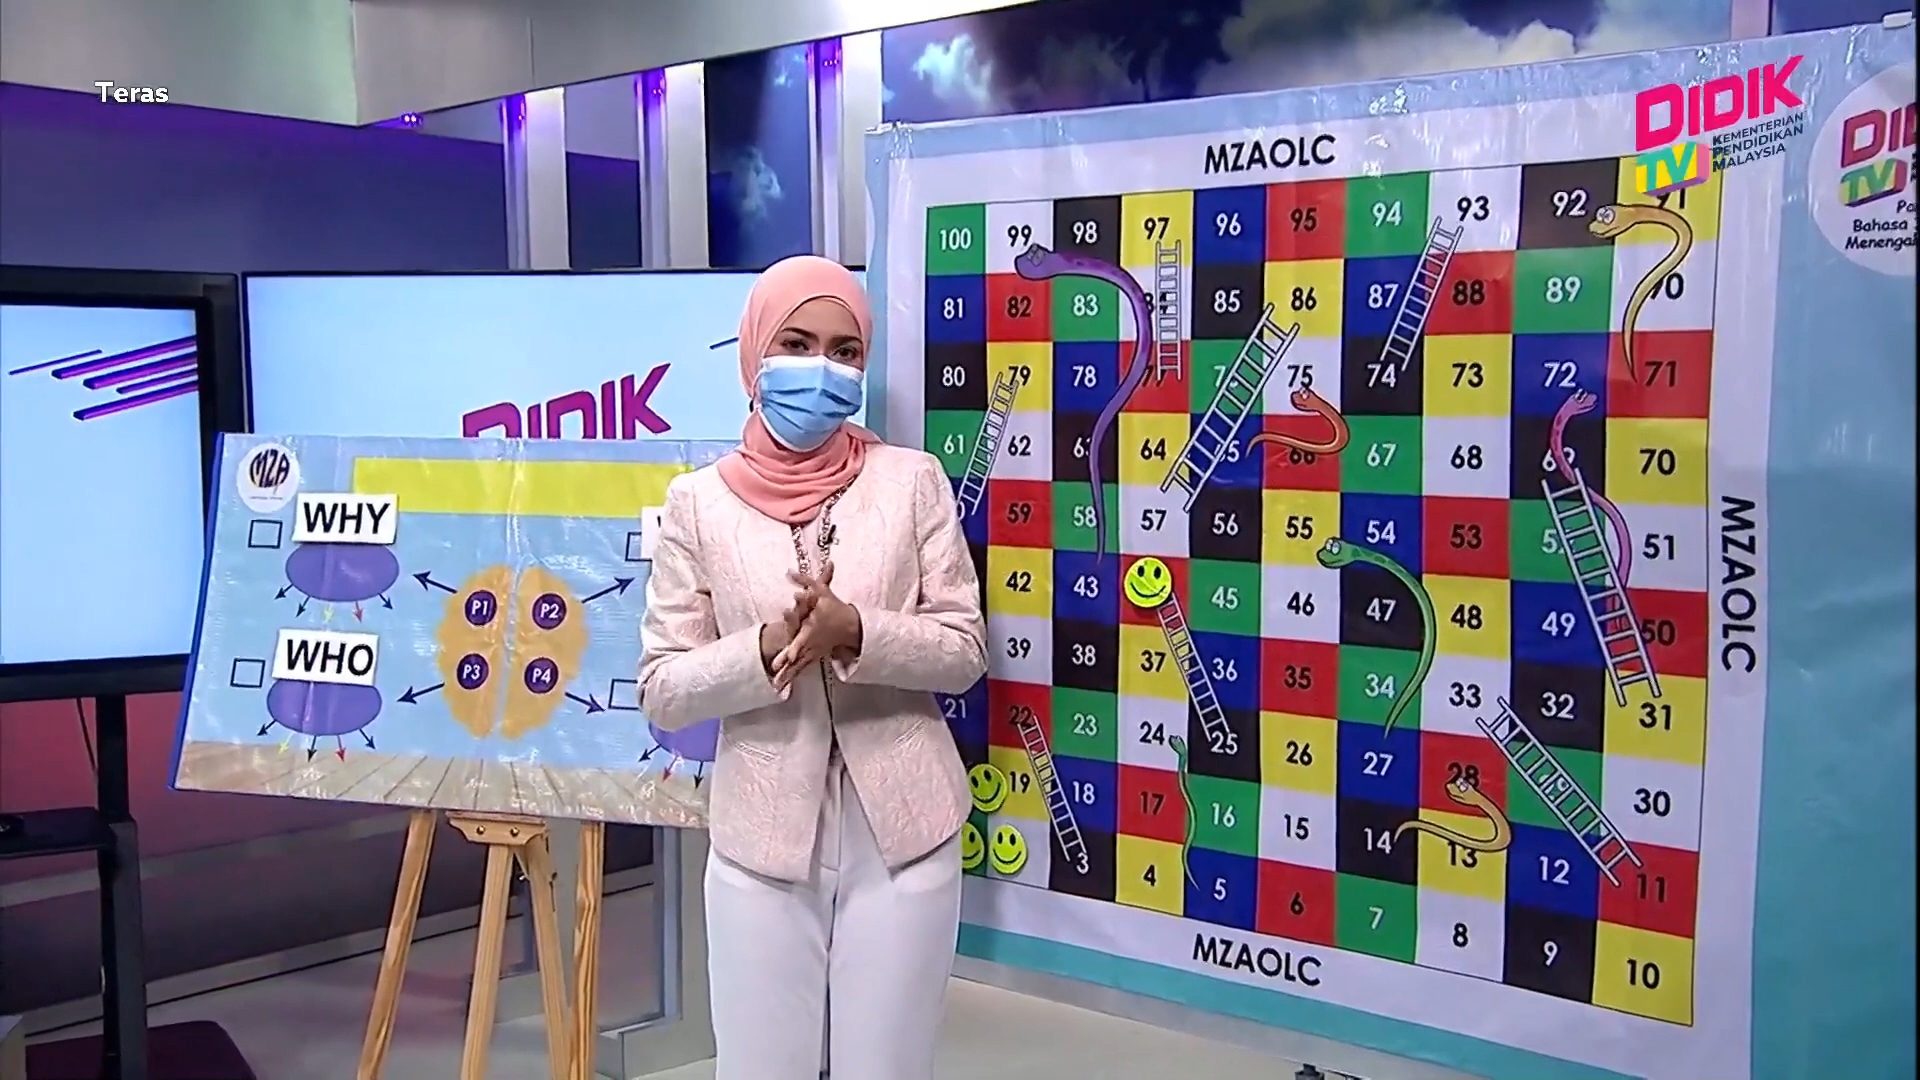 Teras
DIDIK
TV
KEMENTERIAN
PENDIDIKAN
MALAYSIA
Bahasa
MZAOLC
100 99 98 97 96 95 94 93 92 91
81 82 83 85 86 87 88 89 90
80 79 78 77 75 74 73 72 71
61 62 64 66 67 68 70
59 58 57 56 55 54 53 51
42 43 45 46 47 48 49 50
39 38 37 36 35 34 33 32 31
21 22 23 24 25 26 27 28 30
19 18 17 16 15 14 13 12 11
3 4 5 6 7 8 9 10
MZAOLC
MZAOLC
DIDIK
MZA
WHY
WHO
P1 P2
P3 P4